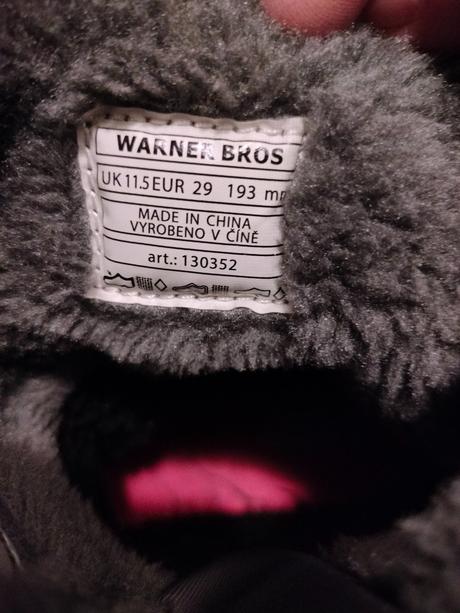 WARNER BROS
UK11.5EUR 29 193 mm
MADE IN CHINA
VYROBENO V ČÍNĚ
art.: 130352